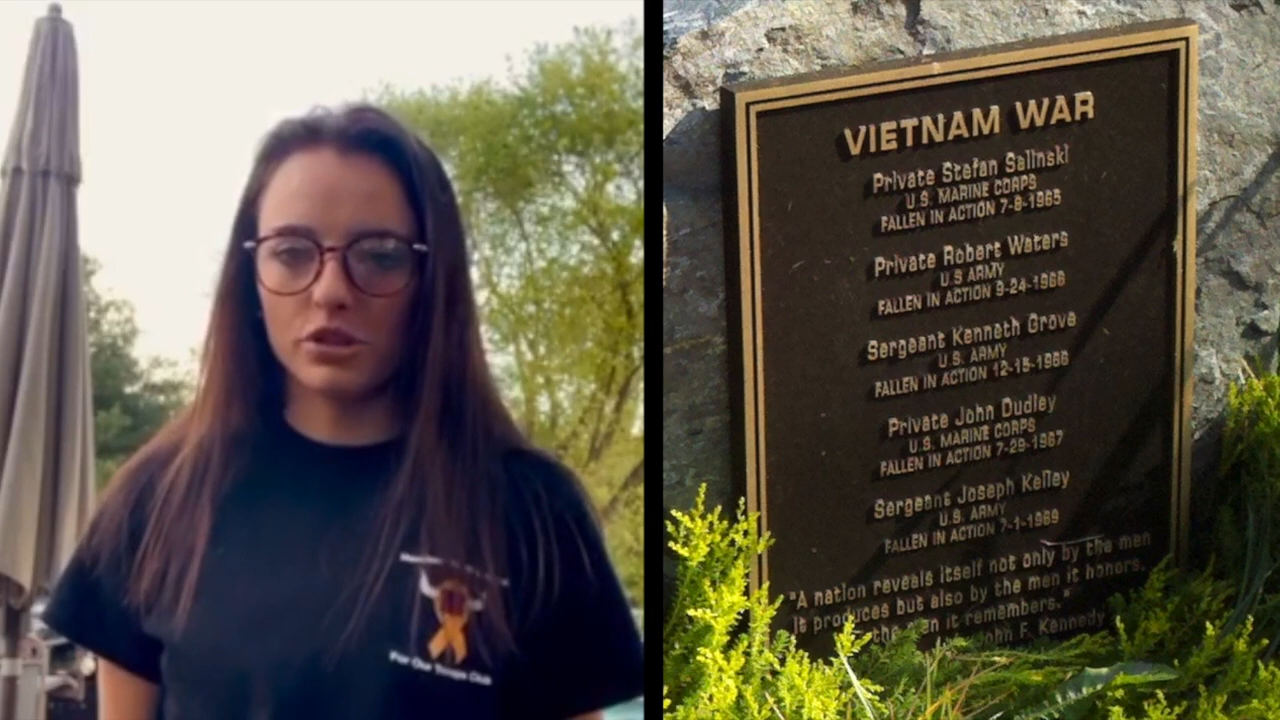 For Our Troops Club
VIETNAM WAR
Private Stefan Salinski
U.S. MARINE CORPS
FALLEN IN ACTION 7-8-1965
Private Robert Waters
U.S ARMY
FALLEN IN ACTION 9-24-1966
Sergeant Kenneth Grove
U.S. ARMY
FALLEN IN ACTION 12-15-1966
Private John Dudley
U.S. MARINE CORPS
FALLEN IN ACTION 7-29-1967
Sergeant Joseph Kelley
U.S. ARMY
FALLEN IN ACTION 7-1-1969
"A nation reveals itself not only by the men
it produces but also by the men it honors,
the men it remembers."
John F. Kennedy